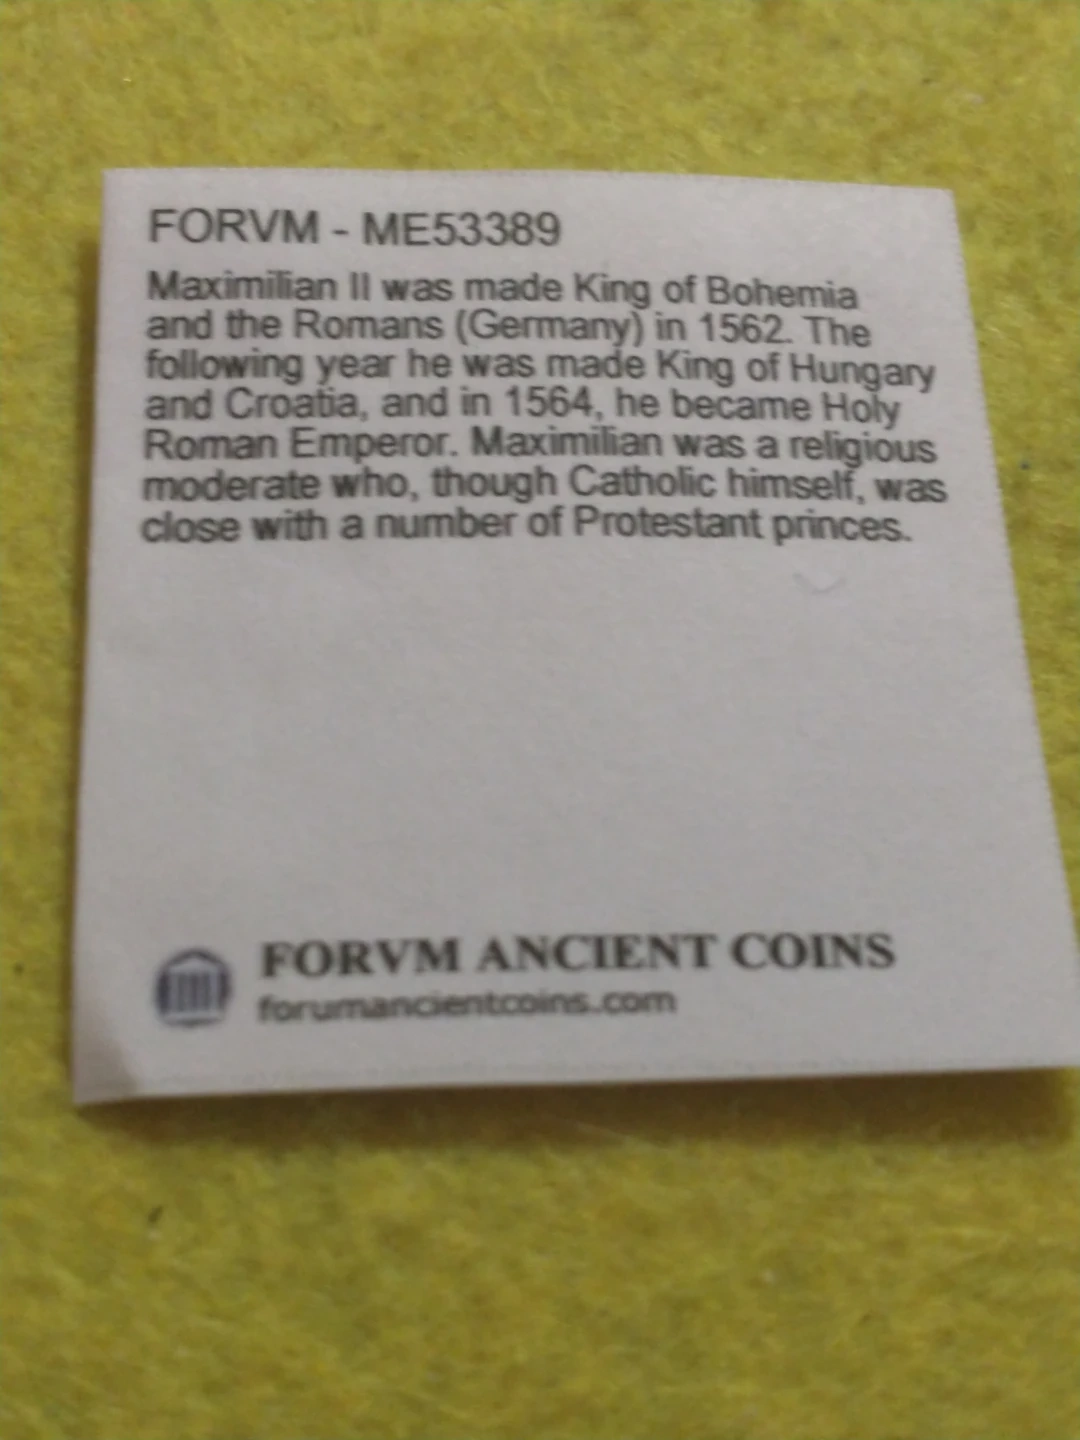 FORVM - ME53389
Maximilian II was made King of Bohemia
and the Romans (Germany) in 1562. The
following year he was made King of Hungary
and Croatia, and in 1564, he became Holy
Roman Emperor. Maximilian was a religious
moderate who, though Catholic himself, was
close with a number of Protestant princes.
FORVM ANCIENT COINS
forumancientcoins.com